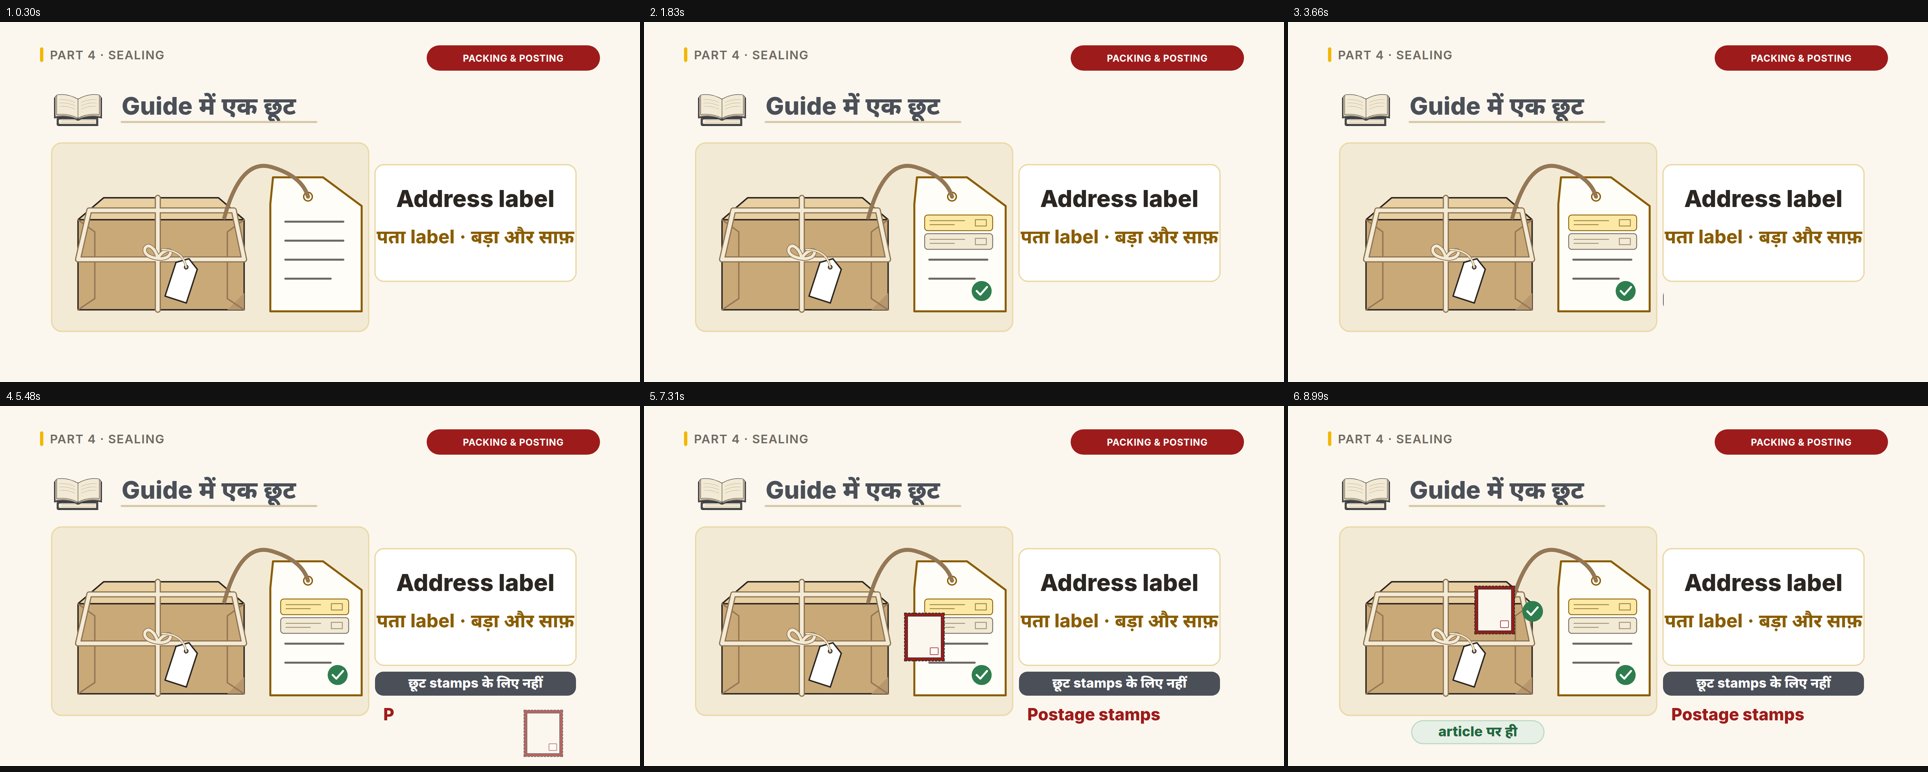 1. 0.30s
PART 4 · SEALING
PACKING & POSTING
Guide में एक छूट
Address label
पता label · बड़ा और साफ़
2. 1.83s
PART 4 · SEALING
PACKING & POSTING
Guide में एक छूट
Address label
पता label · बड़ा और साफ़
3. 3.66s
PART 4 · SEALING
PACKING & POSTING
Guide में एक छूट
Address label
पता label · बड़ा और साफ़
4. 5.48s
PART 4 · SEALING
PACKING & POSTING
Guide में एक छूट
Address label
पता label · बड़ा और साफ़
छूट stamps के लिए नहीं
P
5. 7.31s
PART 4 · SEALING
PACKING & POSTING
Guide में एक छूट
Address label
पता label · बड़ा और साफ़
छूट stamps के लिए नहीं
Postage stamps
6. 8.99s
PART 4 · SEALING
PACKING & POSTING
Guide में एक छूट
Address label
पता label · बड़ा और साफ़
छूट stamps के लिए नहीं
Postage stamps
article पर ही